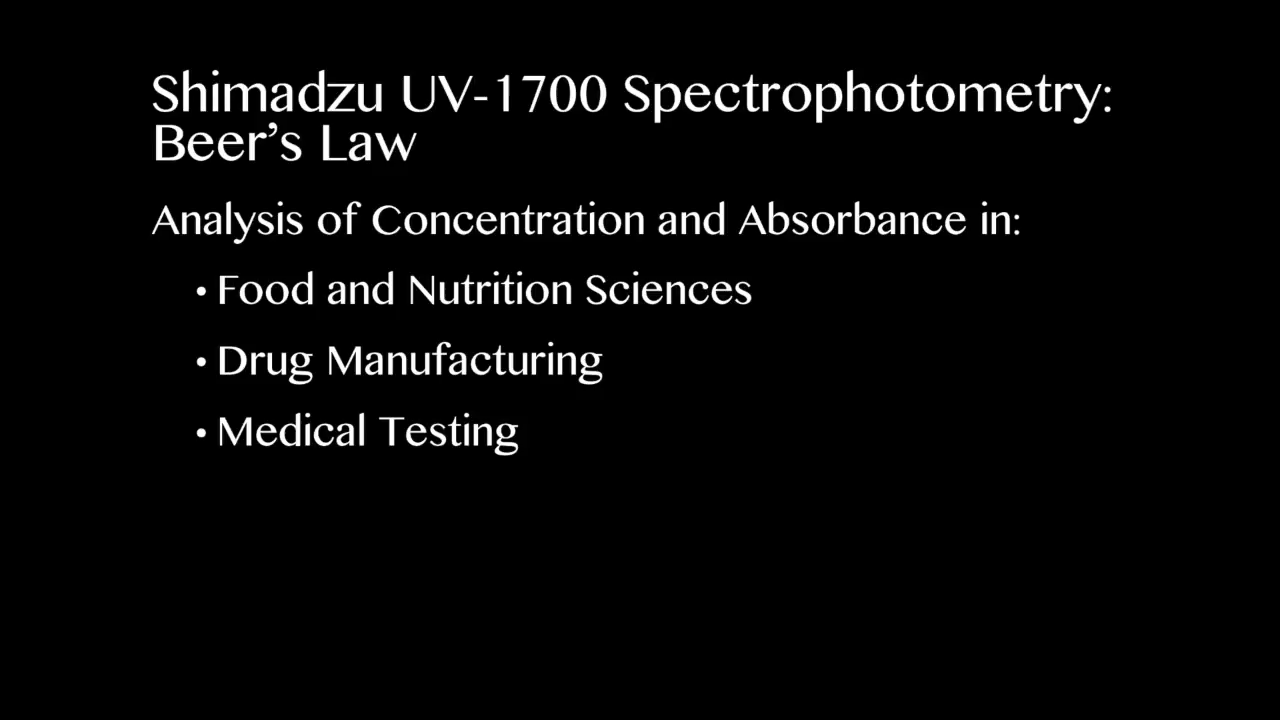 Shimadzu UV-1700 Spectrophotometry:
Beer’s Law
Analysis of Concentration and Absorbance in:
• Food and Nutrition Sciences
• Drug Manufacturing
• Medical Testing